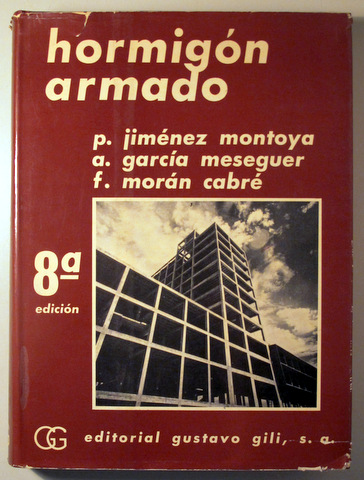 hormigón
armado
p. jiménez montoya
a. garcía meseguer
f. morán cabré
8ª
edición
GG editorial gustavo gili, s. a.